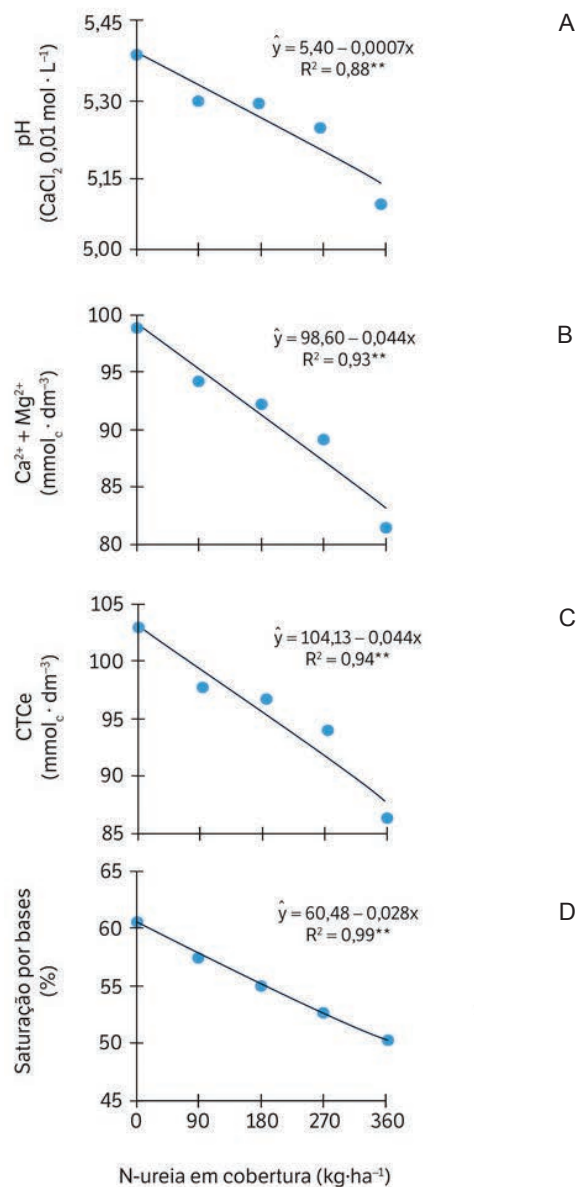 A
5,45
5,30
5,15
5,00
pH
(CaCl₂ 0,01 mol · L⁻¹)
ŷ = 5,40 – 0,0007x
R² = 0,88**
B
100
95
90
85
80
Ca²⁺ + Mg²⁺
(mmol꜀ · dm⁻³)
ŷ = 98,60 – 0,044x
R² = 0,93**
C
105
100
95
90
85
CTCe
(mmol꜀ · dm⁻³)
ŷ = 104,13 – 0,044x
R² = 0,94**
D
65
60
55
50
45
Saturação por bases
(%)
ŷ = 60,48 – 0,028x
R² = 0,99**
0 90 180 270 360
N-ureia em cobertura (kg·ha⁻¹)